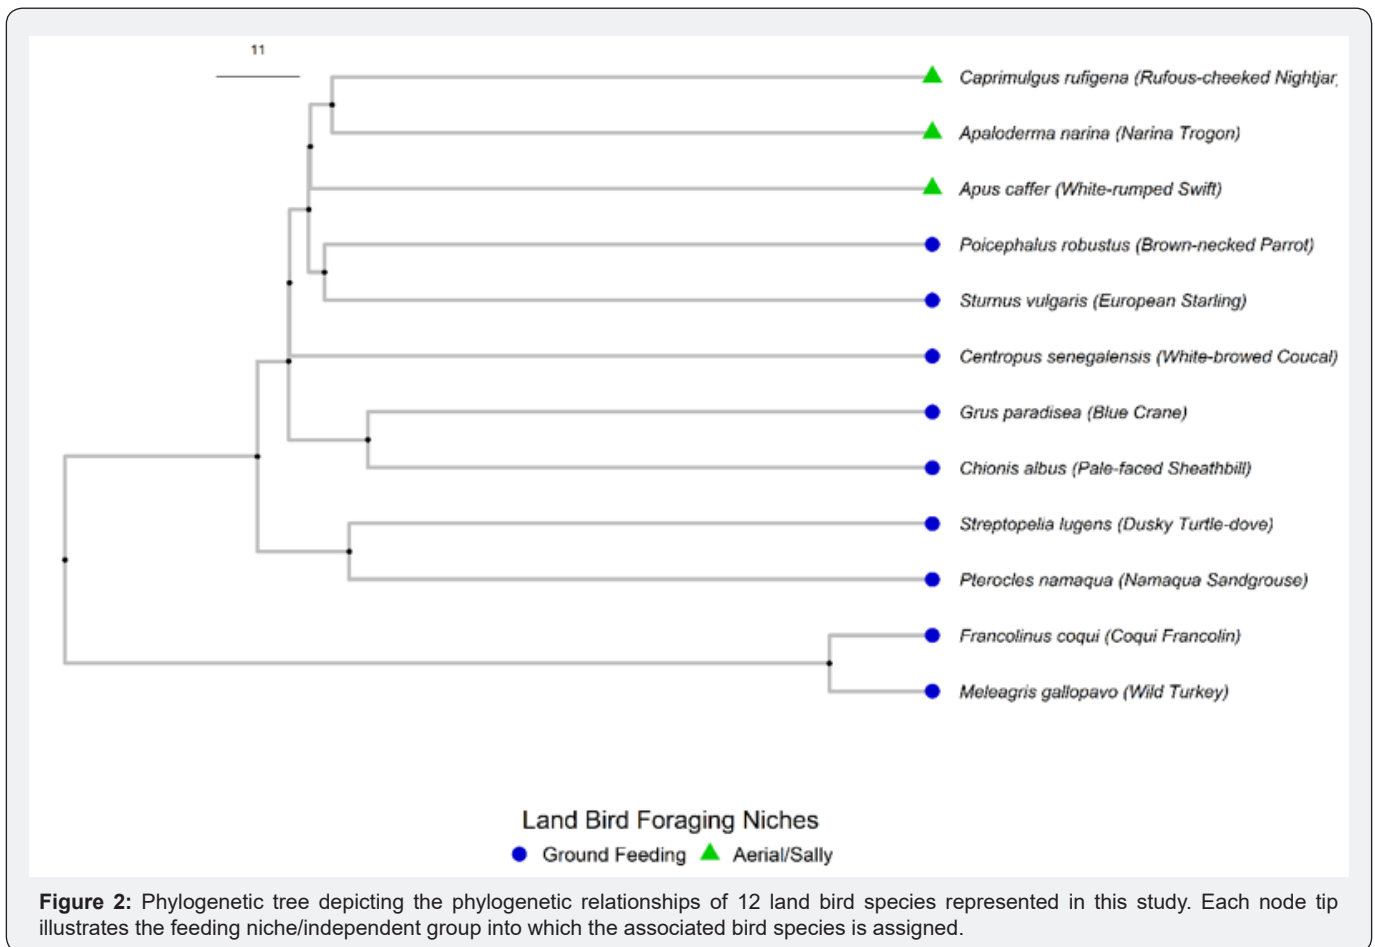 11
Caprimulgus rufigena (Rufous-cheeked Nightjar
Apaloderma narina (Narina Trogon)
Apus caffer (White-rumped Swift)
Poicephalus robustus (Brown-necked Parrot)
Sturnus vulgaris (European Starling)
Centropus senegalensis (White-browed Coucal)
Grus paradisea (Blue Crane)
Chionis albus (Pale-faced Sheathbill)
Streptopelia lugens (Dusky Turtle-dove)
Pterocles namaqua (Namaqua Sandgrouse)
Francolinus coqui (Coqui Francolin)
Meleagris gallopavo (Wild Turkey)
Land Bird Foraging Niches
Ground Feeding Aerial/Sally
Figure 2: Phylogenetic tree depicting the phylogenetic relationships of 12 land bird species represented in this study. Each node tip
illustrates the feeding niche/independent group into which the associated bird species is assigned.